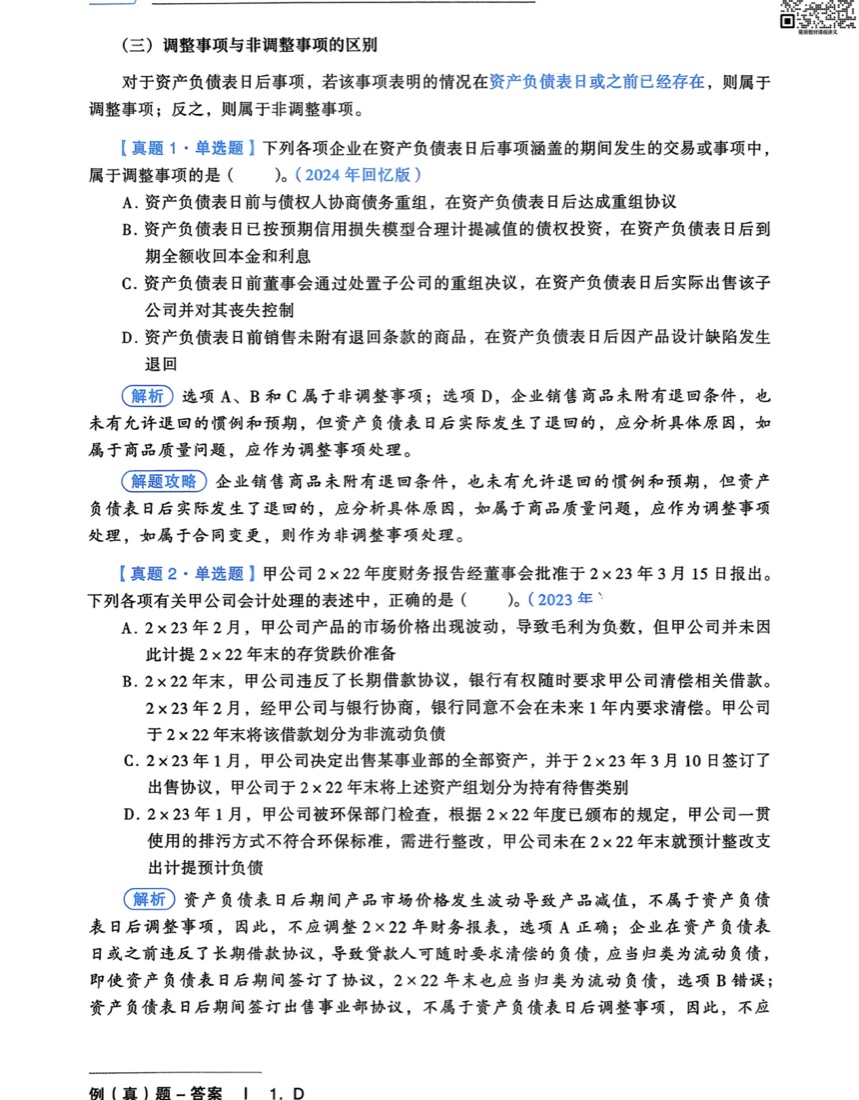 最新教材课程讲义
（三）调整事项与非调整事项的区别
对于资产负债表日后事项，若该事项表明的情况在资产负债表日或之前已经存在，则属于
调整事项；反之，则属于非调整事项。
【真题1·单选题】下列各项企业在资产负债表日后事项涵盖的期间发生的交易或事项中，
属于调整事项的是（　　）。（2024年回忆版）
A. 资产负债表日前与债权人协商债务重组，在资产负债表日后达成重组协议
B. 资产负债表日已按预期信用损失模型合理计提减值的债权投资，在资产负债表日后到
期全额收回本金和利息
C. 资产负债表日前董事会通过处置子公司的重组决议，在资产负债表日后实际出售该子
公司并对其丧失控制
D. 资产负债表日前销售未附有退回条款的商品，在资产负债表日后因产品设计缺陷发生
退回
解析 选项A、B和C属于非调整事项；选项D，企业销售商品未附有退回条件，也
未有允许退回的惯例和预期，但资产负债表日后实际发生了退回的，应分析具体原因，如
属于商品质量问题，应作为调整事项处理。
解题攻略 企业销售商品未附有退回条件，也未有允许退回的惯例和预期，但资产
负债表日后实际发生了退回的，应分析具体原因，如属于商品质量问题，应作为调整事项
处理，如属于合同变更，则作为非调整事项处理。
【真题2·单选题】甲公司2×22年度财务报告经董事会批准于2×23年3月15日报出。
下列各项有关甲公司会计处理的表述中，正确的是（　　）。（2023年
A. 2×23年2月，甲公司产品的市场价格出现波动，导致毛利为负数，但甲公司并未因
此计提2×22年末的存货跌价准备
B. 2×22年末，甲公司违反了长期借款协议，银行有权随时要求甲公司清偿相关借款。
2×23年2月，经甲公司与银行协商，银行同意不会在未来1年内要求清偿。甲公司
于2×22年末将该借款划分为非流动负债
C. 2×23年1月，甲公司决定出售某事业部的全部资产，并于2×23年3月10日签订了
出售协议，甲公司于2×22年末将上述资产组划分为持有待售类别
D. 2×23年1月，甲公司被环保部门检查，根据2×22年度已颁布的规定，甲公司一贯
使用的排污方式不符合环保标准，需进行整改，甲公司未在2×22年末就预计整改支
出计提预计负债
解析 资产负债表日后期间产品市场价格发生波动导致产品减值，不属于资产负债
表日后调整事项，因此，不应调整2×22年财务报表，选项A正确；企业在资产负债表
日或之前违反了长期借款协议，导致贷款人可随时要求清偿的负债，应当归类为流动负债，
即使资产负债表日后期间签订了协议，2×22年末也应当归类为流动负债，选项B错误；
资产负债表日后期间签订出售事业部协议，不属于资产负债表日后调整事项，因此，不应
例（真）题－答案 | 1. D